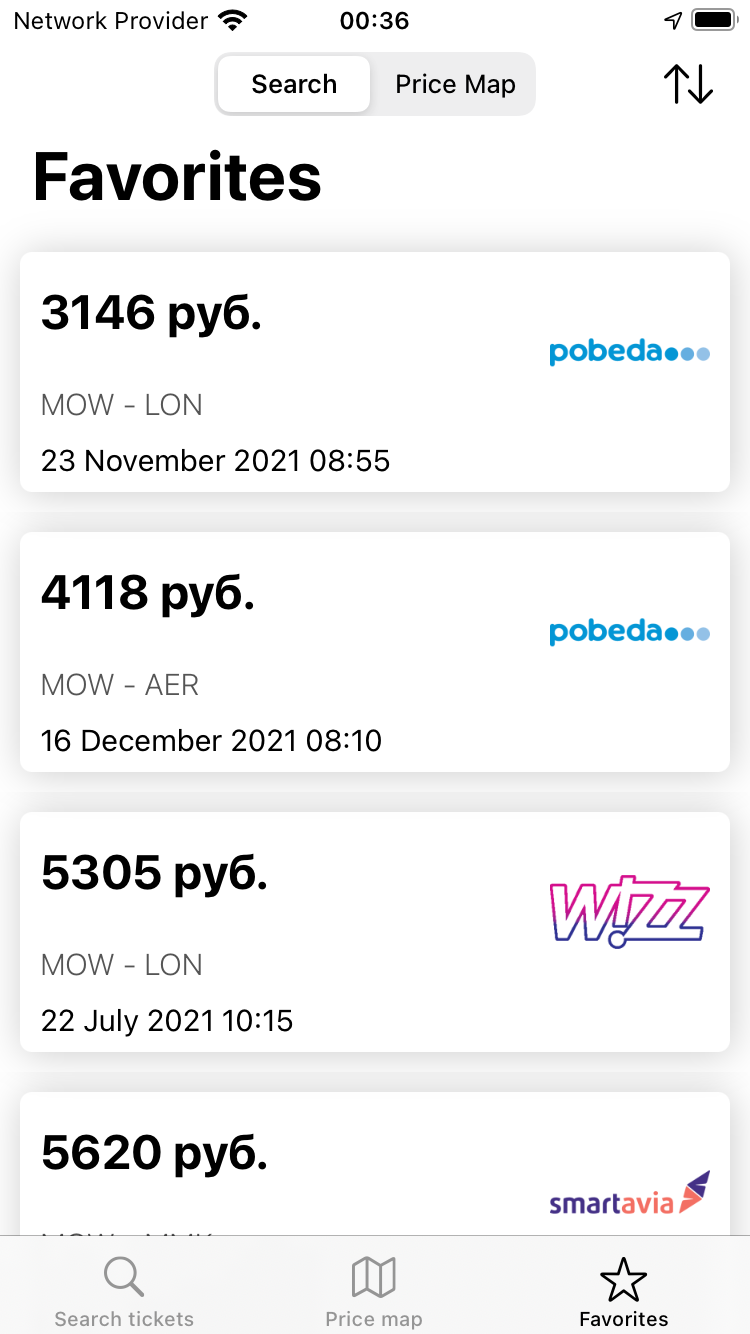 Network Provider 00:36
Search Price Map
Favorites
3146 руб.
pobeda
MOW - LON
23 November 2021 08:55
4118 руб.
pobeda
MOW - AER
16 December 2021 08:10
5305 руб.
WIZZ
MOW - LON
22 July 2021 10:15
5620 руб.
smartavia
Search tickets Price map Favorites